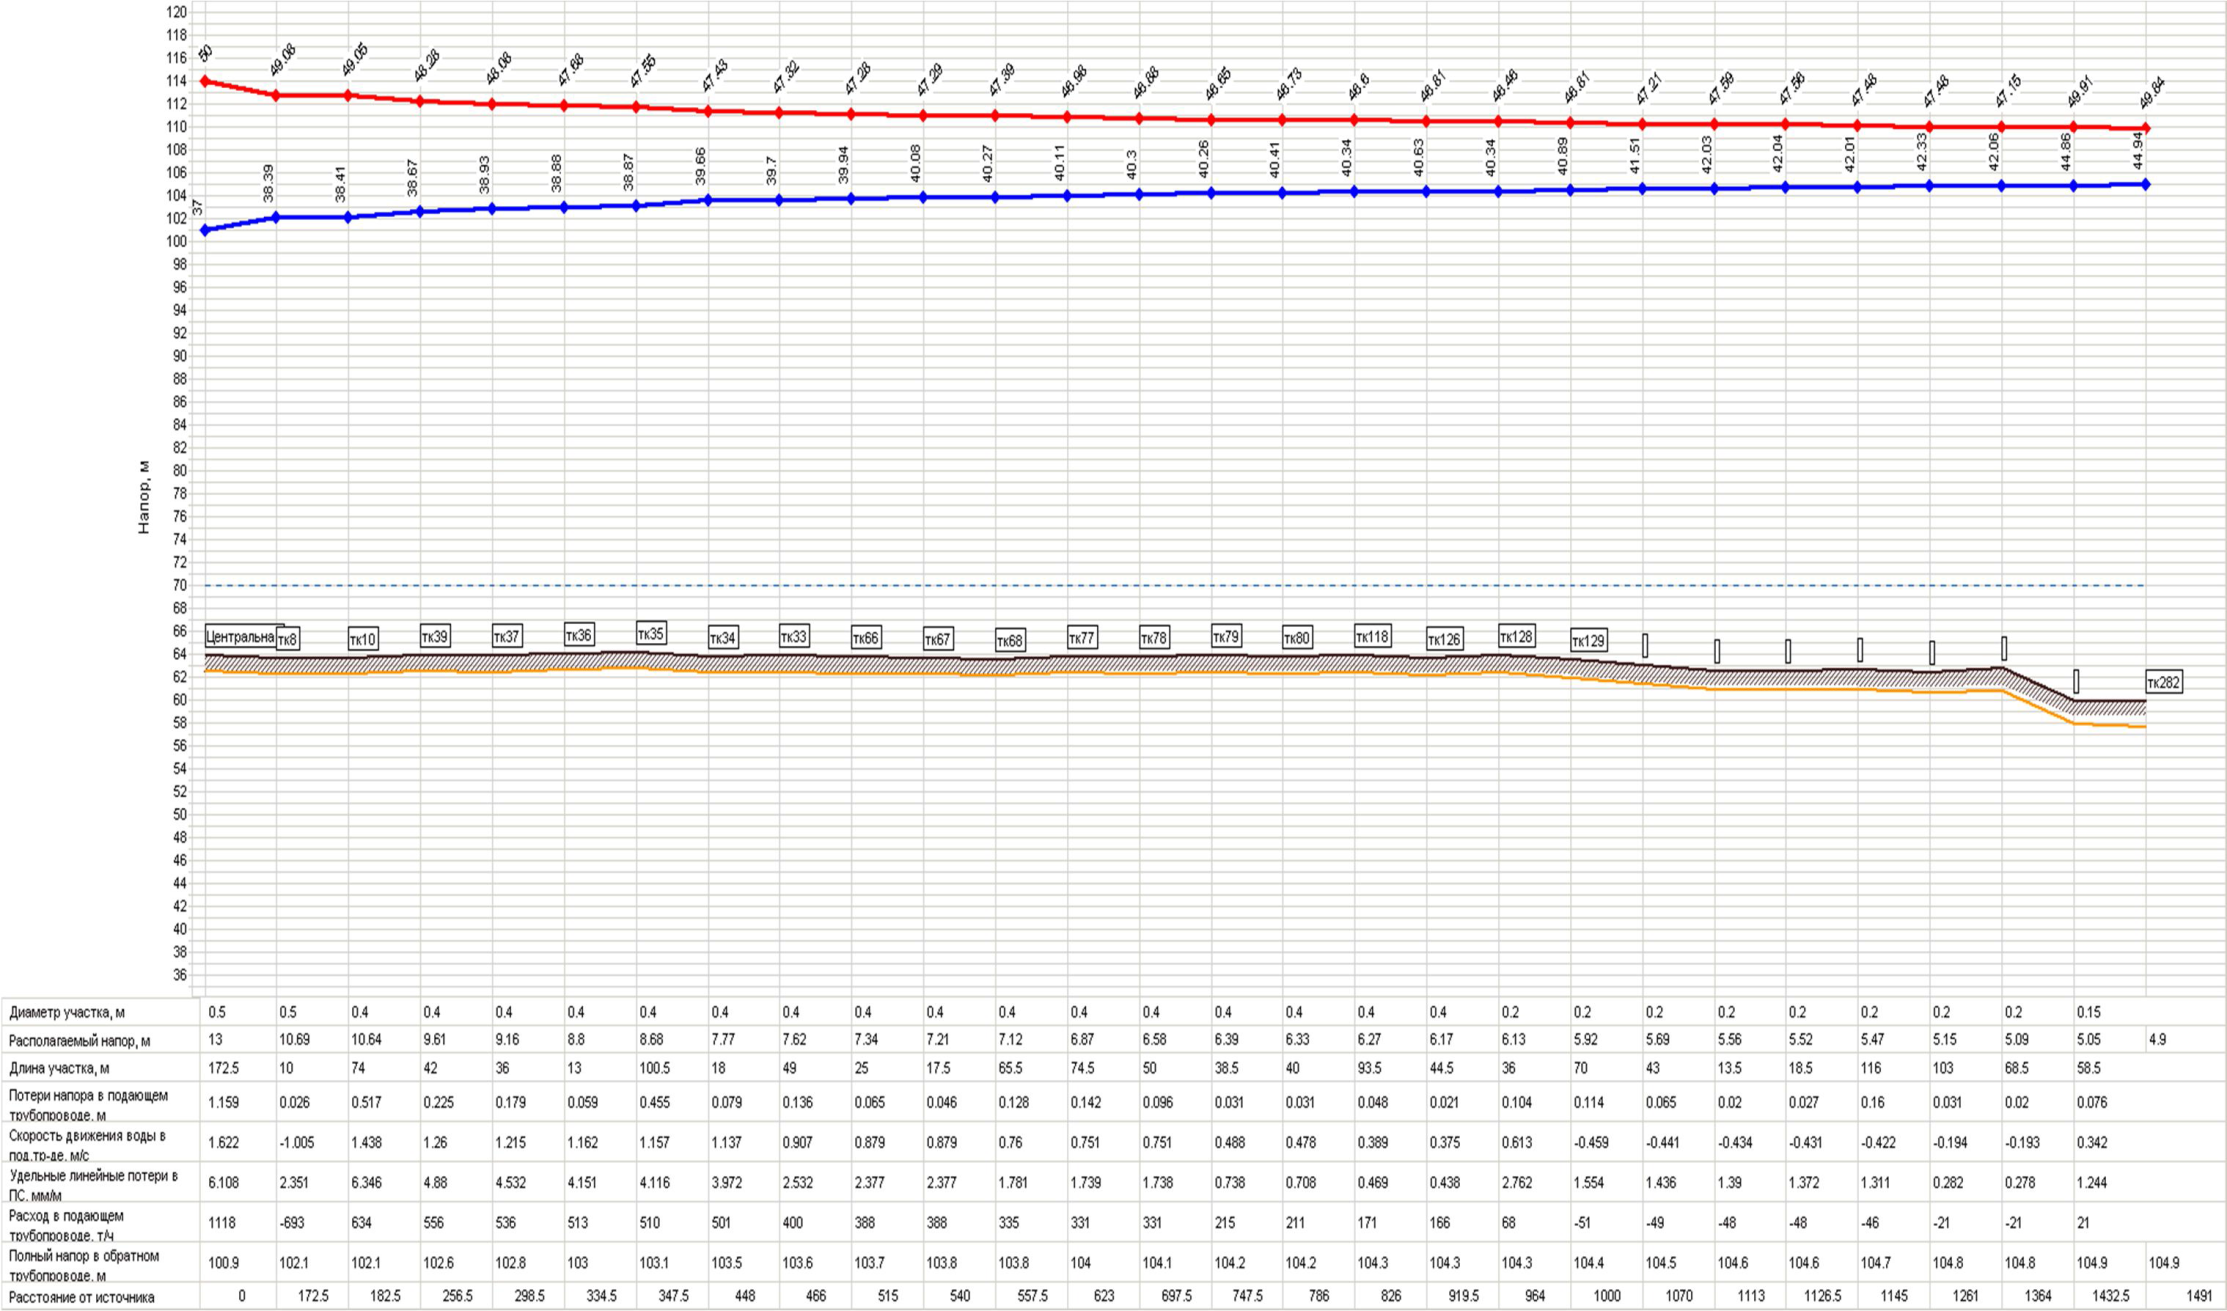 120
118
116
114
112
110
108
106
104
102
100
98
96
94
92
90
88
86
84
82
80
78
76
74
72
70
68
66
64
62
60
58
56
54
52
50
48
46
44
42
40
38
36
Напор, м
50 49.08 49.05 48.28 48.08 47.68 47.55 47.43 47.32 47.28 47.29 47.39 46.98 46.88 46.65 46.73 46.6 46.81 46.46 46.81 47.21 47.59 47.56 47.48 47.48 47.15 49.91 49.84
37 38.39 38.41 38.67 38.93 38.88 38.87 39.66 39.7 39.94 40.08 40.27 40.11 40.3 40.26 40.41 40.34 40.63 40.34 40.89 41.51 42.03 42.04 42.01 42.33 42.06 44.86 44.94
Центральна тк8 тк10 тк39 тк37 тк36 тк35 тк34 тк33 тк66 тк67 тк68 тк77 тк78 тк79 тк80 тк118 тк126 тк128 тк129 тк282
Диаметр участка, м 0.5 0.5 0.4 0.4 0.4 0.4 0.4 0.4 0.4 0.4 0.4 0.4 0.4 0.4 0.4 0.4 0.4 0.4 0.2 0.2 0.2 0.2 0.2 0.2 0.2 0.2 0.15
Располагаемый напор, м 13 10.69 10.64 9.61 9.16 8.8 8.68 7.77 7.62 7.34 7.21 7.12 6.87 6.58 6.39 6.33 6.27 6.17 6.13 5.92 5.69 5.56 5.52 5.47 5.15 5.09 5.05 4.9
Длина участка, м 172.5 10 74 42 36 13 100.5 18 49 25 17.5 65.5 74.5 50 38.5 40 93.5 44.5 36 70 43 13.5 18.5 116 103 68.5 58.5
Потери напора в подающем
трубопроводе, м 1.159 0.026 0.517 0.225 0.179 0.059 0.455 0.079 0.136 0.065 0.046 0.128 0.142 0.096 0.031 0.031 0.048 0.021 0.104 0.114 0.065 0.02 0.027 0.16 0.031 0.02 0.076
Скорость движения воды в
под.тр-де, м/с 1.622 -1.005 1.438 1.26 1.215 1.162 1.157 1.137 0.907 0.879 0.879 0.76 0.751 0.751 0.488 0.478 0.389 0.375 0.613 -0.459 -0.441 -0.434 -0.431 -0.422 -0.194 -0.193 0.342
Удельные линейные потери в
ПС, мм/м 6.108 2.351 6.346 4.88 4.532 4.151 4.116 3.972 2.532 2.377 2.377 1.781 1.739 1.738 0.738 0.708 0.469 0.438 2.762 1.554 1.436 1.39 1.372 1.311 0.282 0.278 1.244
Расход в подающем
трубопроводе, т/ч 1118 -693 634 556 536 513 510 501 400 388 388 335 331 331 215 211 171 166 68 -51 -49 -48 -48 -46 -21 -21 21
Полный напор в обратном
трубопроводе, м 100.9 102.1 102.1 102.6 102.8 103 103.1 103.5 103.6 103.7 103.8 103.8 104 104.1 104.2 104.2 104.3 104.3 104.3 104.4 104.5 104.6 104.6 104.7 104.8 104.8 104.9 104.9
Расстояние от источника 0 172.5 182.5 256.5 298.5 334.5 347.5 448 466 515 540 557.5 623 697.5 747.5 786 826 919.5 964 1000 1070 1113 1126.5 1145 1261 1364 1432.5 1491